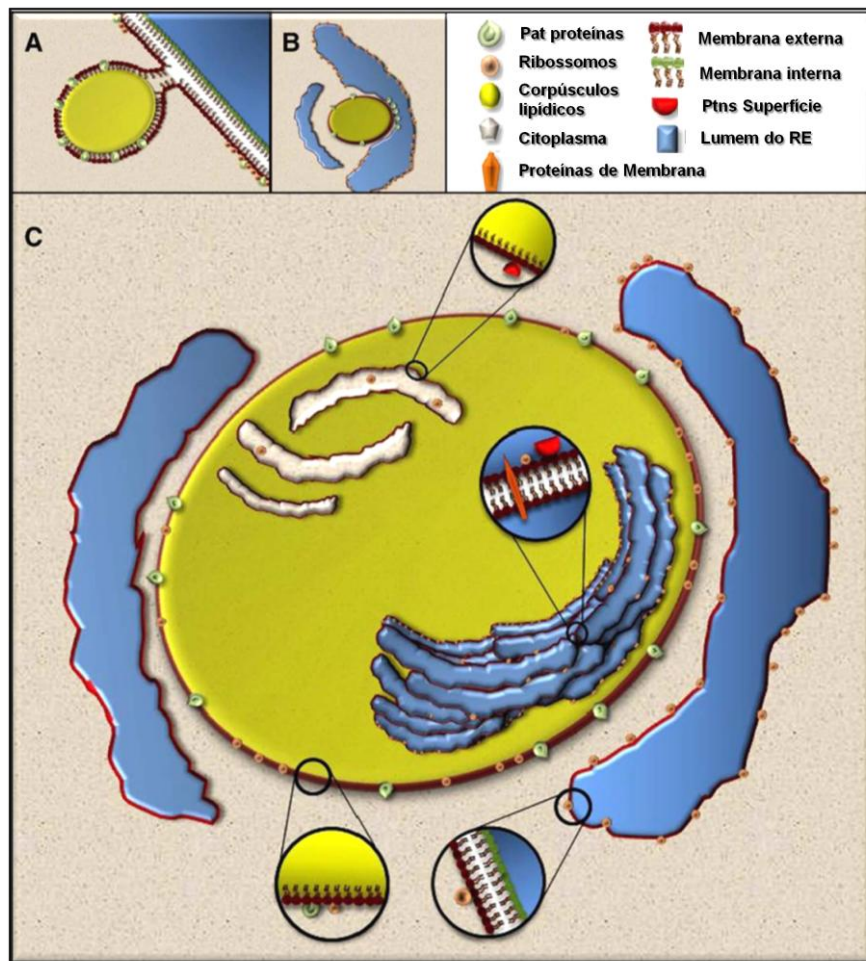 A
B
Pat proteínas
Ribossomos
Corpúsculos
lipídicos
Citoplasma
Proteínas de Membrana
Membrana externa
Membrana interna
Ptns Superfície
Lumem do RE
C